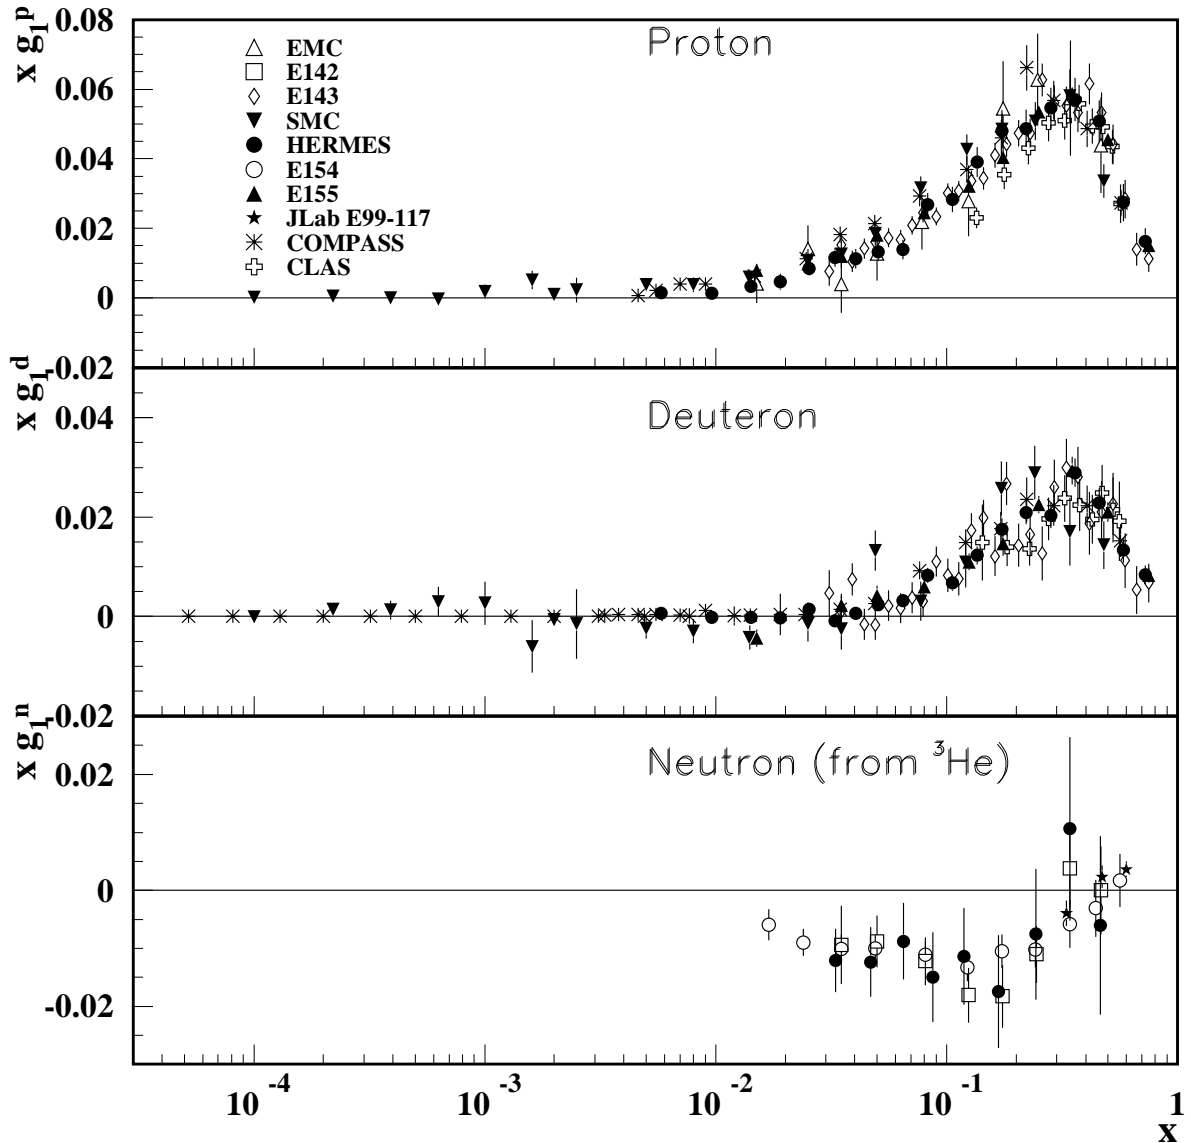 x g₁ᵖ
0.08
0.06
0.04
0.02
0
-0.02
Proton
EMC
E142
E143
SMC
HERMES
E154
E155
JLab E99-117
COMPASS
CLAS
x g₁ᵈ
0.04
0.02
0
-0.02
Deuteron
x g₁ⁿ
0.02
0
-0.02
Neutron (from ³He)
10⁻⁴ 10⁻³ 10⁻² 10⁻¹ 1
x